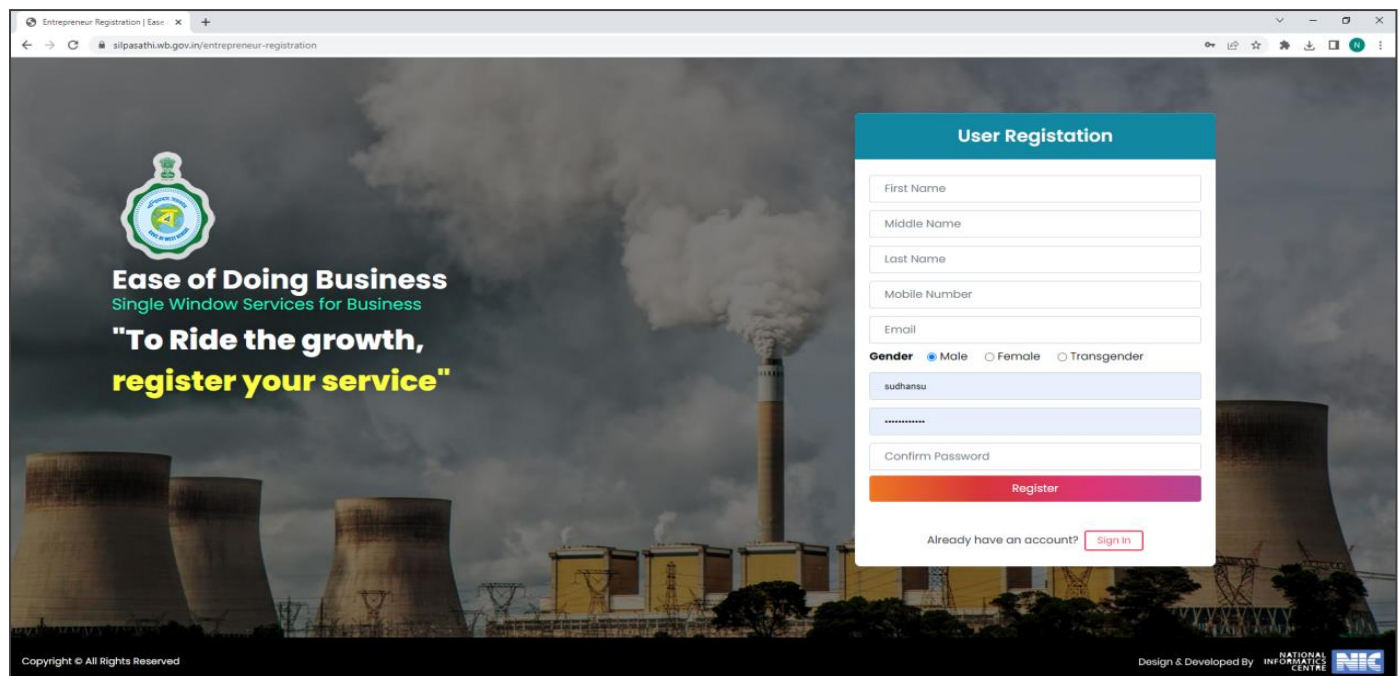 Entrepreneur Registration | Ease
silpasathi.wb.gov.in/entrepreneur-registration
N
User Registation
First Name
Middle Name
Last Name
Mobile Number
Email
Gender Male Female Transgender
sudhansu
••••••••••••
Confirm Password
Register
Already have an account? Sign In
Ease of Doing Business
Single Window Services for Business
"To Ride the growth,
register your service"
Copyright © All Rights Reserved
Design & Developed By
NATIONAL
INFORMATICS
CENTRE
NIC